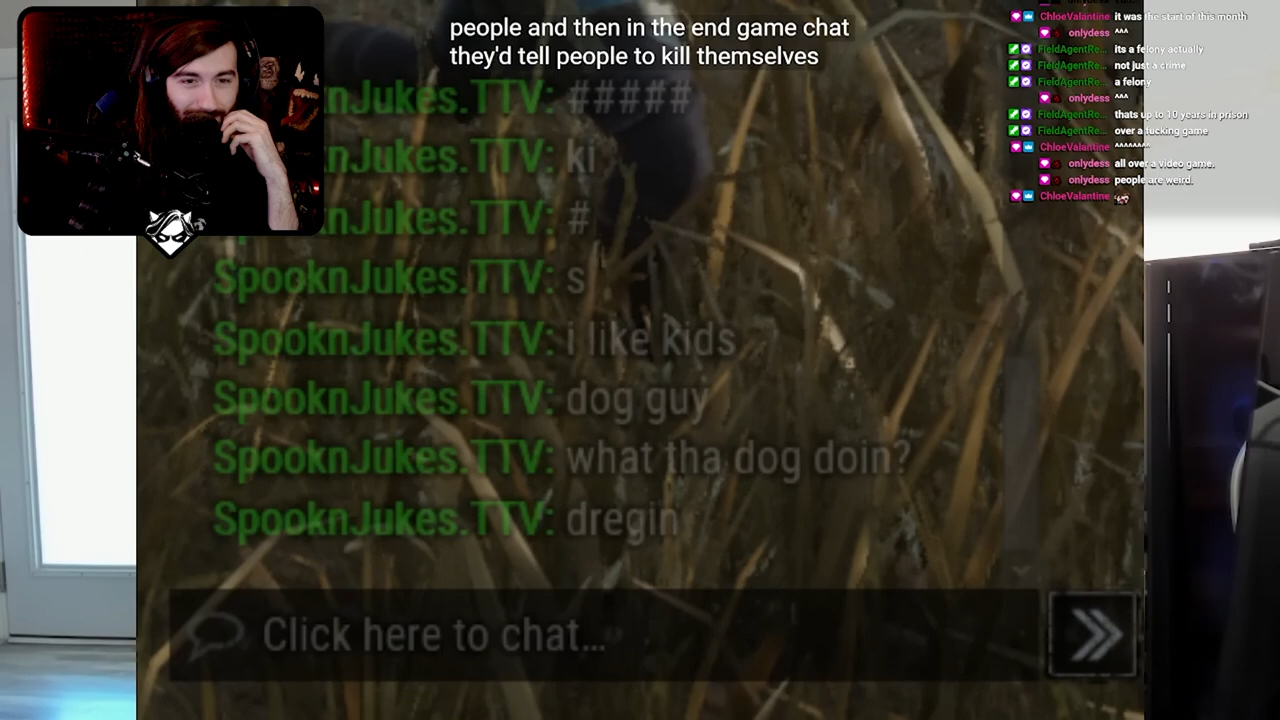 people and then in the end game chat
they'd tell people to kill themselves
nJukes.TTV: #####
nJukes.TTV: ki
nJukes.TTV: #
SpooknJukes.TTV: s
SpooknJukes.TTV: i like kids
SpooknJukes.TTV: dog guy
SpooknJukes.TTV: what tha dog doin?
SpooknJukes.TTV: dregin
Click here to chat...
ChloeValantine it was the start of this month
onlydess ^^^
FieldAgentRe... its a felony actually
FieldAgentRe... not just a crime
FieldAgentRe... a felony
onlydess ^^^
FieldAgentRe... thats up to 10 years in prison
FieldAgentRe... over a fucking game
ChloeValantine ^^^^^^^^
onlydess all over a video game.
onlydess people are weird.
ChloeValantine